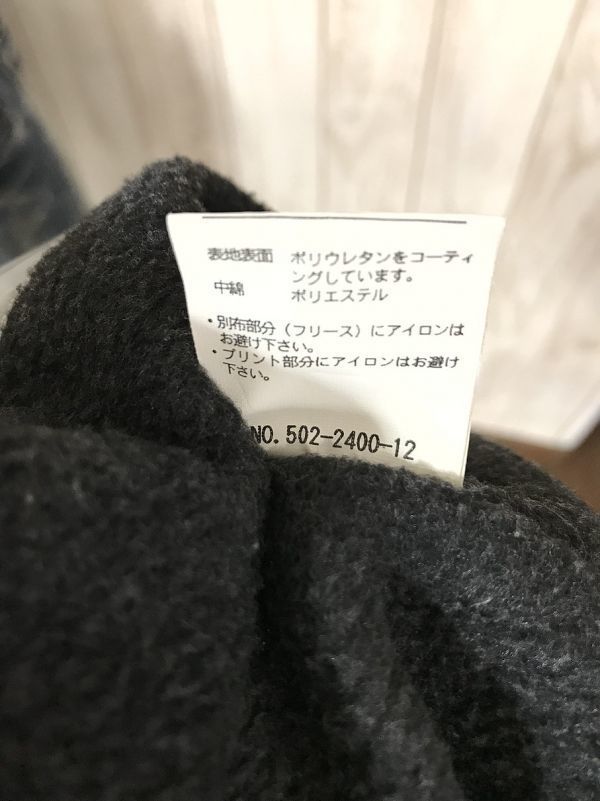 表地表面 ポリウレタンをコーティ
ングしています。
中綿 ポリエステル
・別布部分（フリース）にアイロンは
お避け下さい。
・プリント部分にアイロンはお避け
下さい。
NO. 502-2400-12